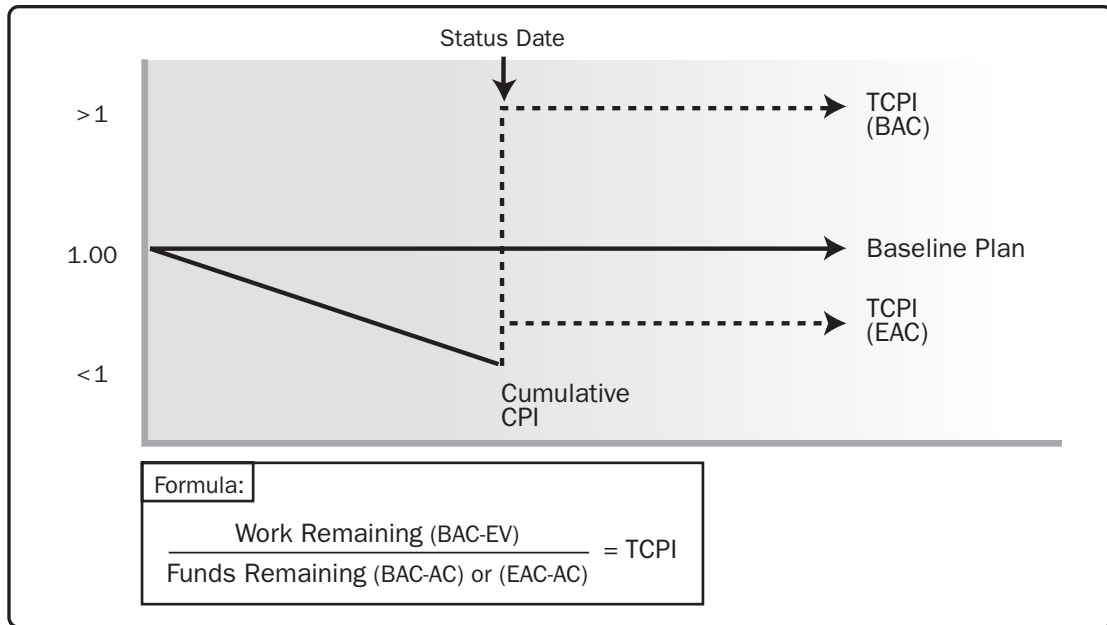 Status Date
>1
TCPI
(BAC)
1.00
Baseline Plan
TCPI
(EAC)
<1
Cumulative
CPI
Formula:
Work Remaining (BAC-EV)
Funds Remaining (BAC-AC) or (EAC-AC)
= TCPI